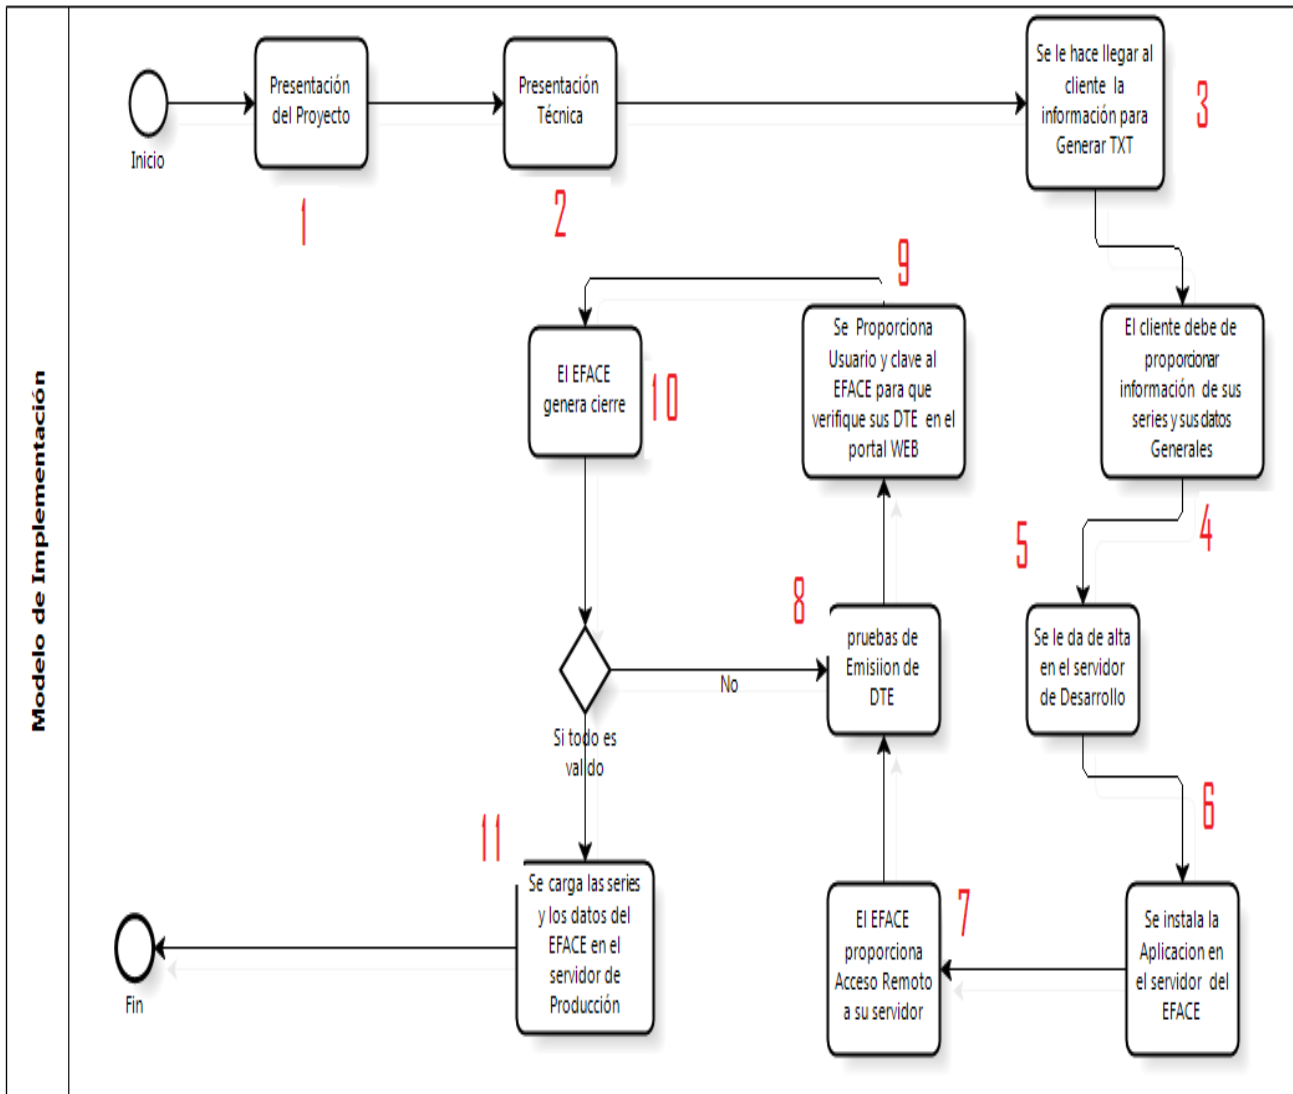 Modelo de Implementación
Inicio
Presentación
del Proyecto
1
Presentación
Técnica
2
Se le hace llegar al
cliente la
información para
Generar TXT
3
El cliente debe de
proporcionar
información de sus
series y sus datos
Generales
4
5
Se le da de alta
en el servidor
de Desarrollo
6
Se instala la
Aplicacion en
el servidor del
EFACE
7
El EFACE
proporciona
Acceso Remoto
a su servidor
8
pruebas de
Emisiion de
DTE
9
Se Proporciona
Usuario y clave al
EFACE para que
verifique sus DTE en el
portal WEB
10
El EFACE
genera cierre
No
Si todo es
valido
11
Se carga las series
y los datos del
EFACE en el
servidor de
Producción
Fin